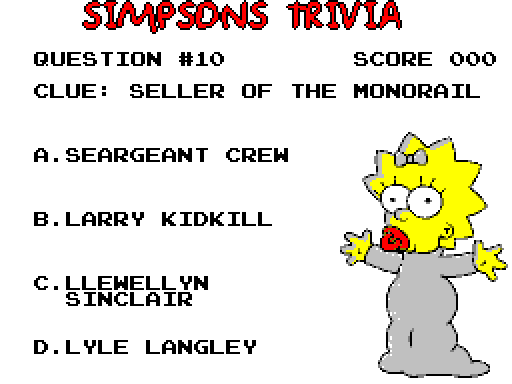 SIMPSONS TRIVIA
QUESTION #10 SCORE 000
CLUE: SELLER OF THE MONORAIL
A.SEARGEANT CREW
B.LARRY KIDKILL
C.LLEWELLYN
SINCLAIR
D.LYLE LANGLEY